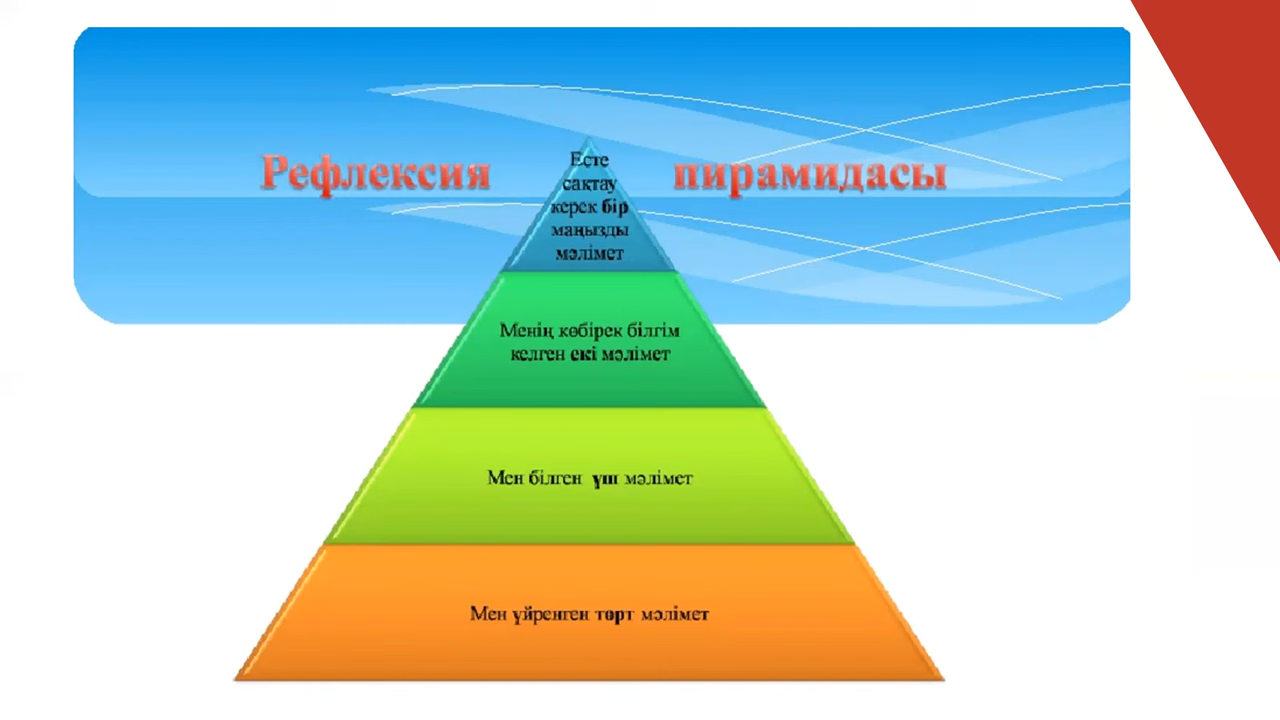 Рефлексия пирамидасы
Есте
сақтау
керек бір
маңызды
мәлімет
Менің көбірек білгім
келген екі мәлімет
Мен білген үш мәлімет
Мен үйренген төрт мәлімет